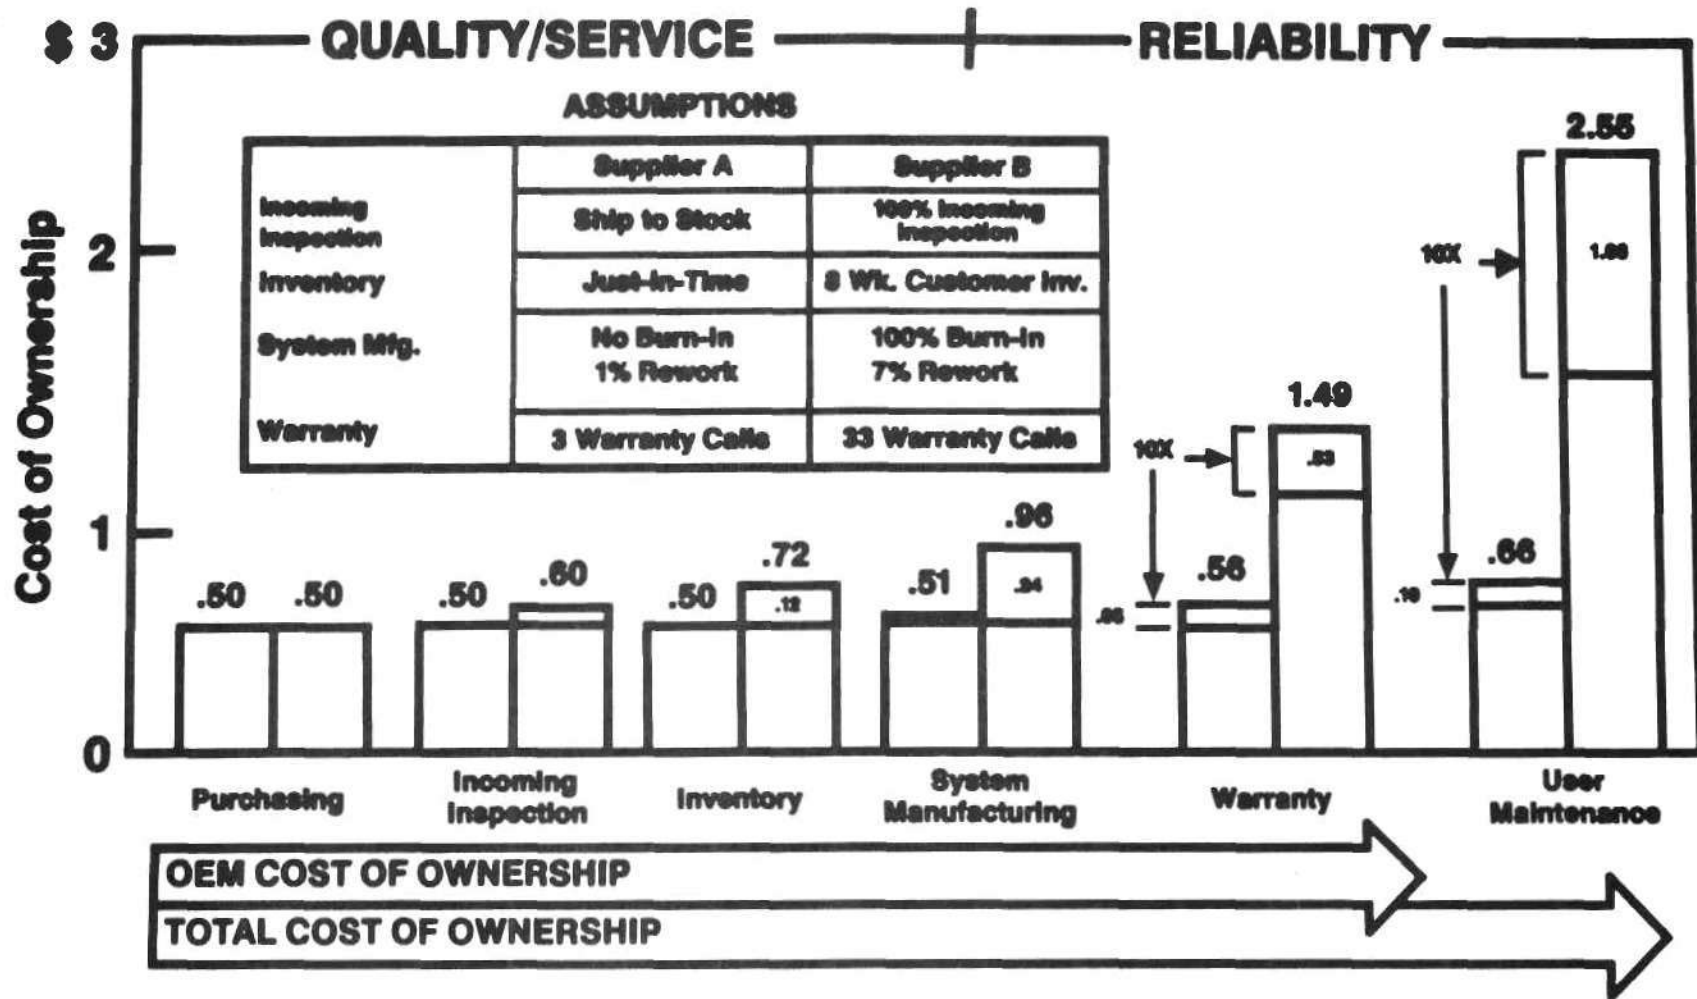 $ 3
QUALITY/SERVICE
RELIABILITY
ASSUMPTIONS
Supplier A
Supplier B
Incoming
Inspection
Ship to Stock
100% Incoming
Inspection
Inventory
Just-In-Time
8 Wk. Customer Inv.
System Mfg.
No Burn-In
1% Rework
100% Burn-In
7% Rework
Warranty
3 Warranty Calls
33 Warranty Calls
Cost of Ownership
2
1
0
.50
.50
.50
.60
.50
.72
.12
.51
.96
.24
.56
1.49
.53
10X
.66
2.55
10X
.10
Purchasing
Incoming
Inspection
Inventory
System
Manufacturing
Warranty
User
Maintenance
OEM COST OF OWNERSHIP
TOTAL COST OF OWNERSHIP